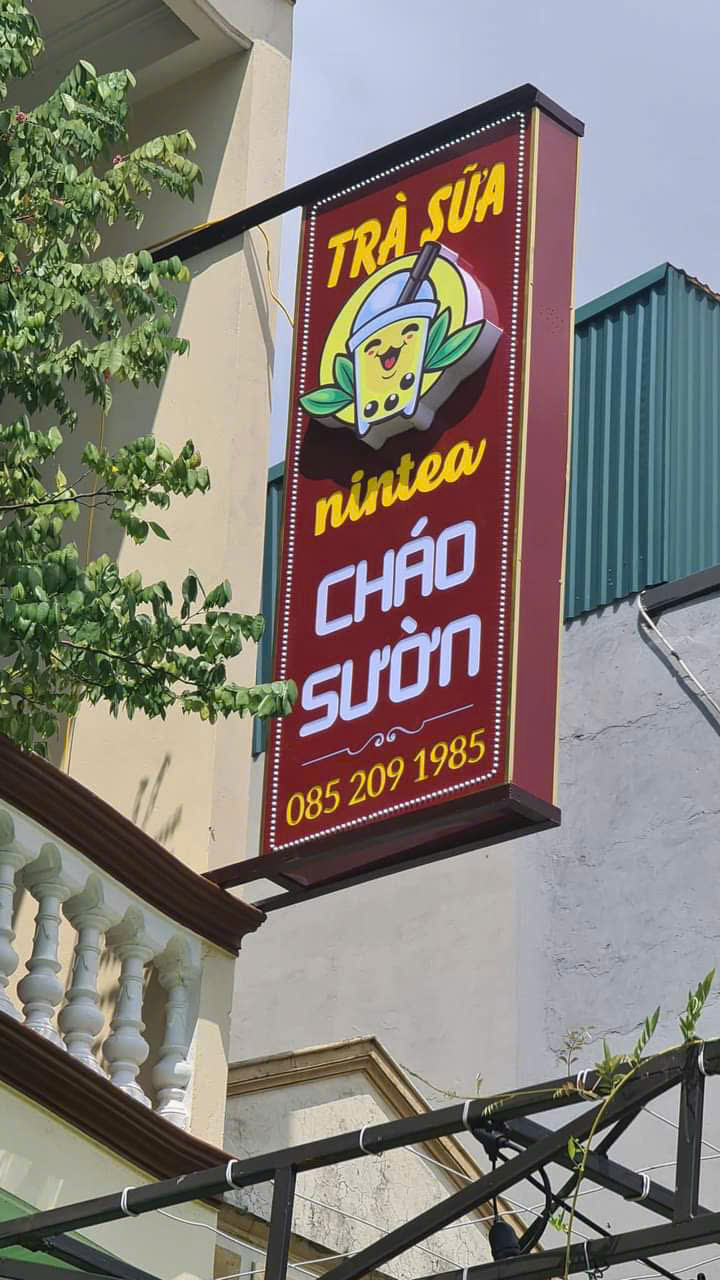 TRÀ SỮA
nintea
CHÁO
SƯỜN
085 209 1985